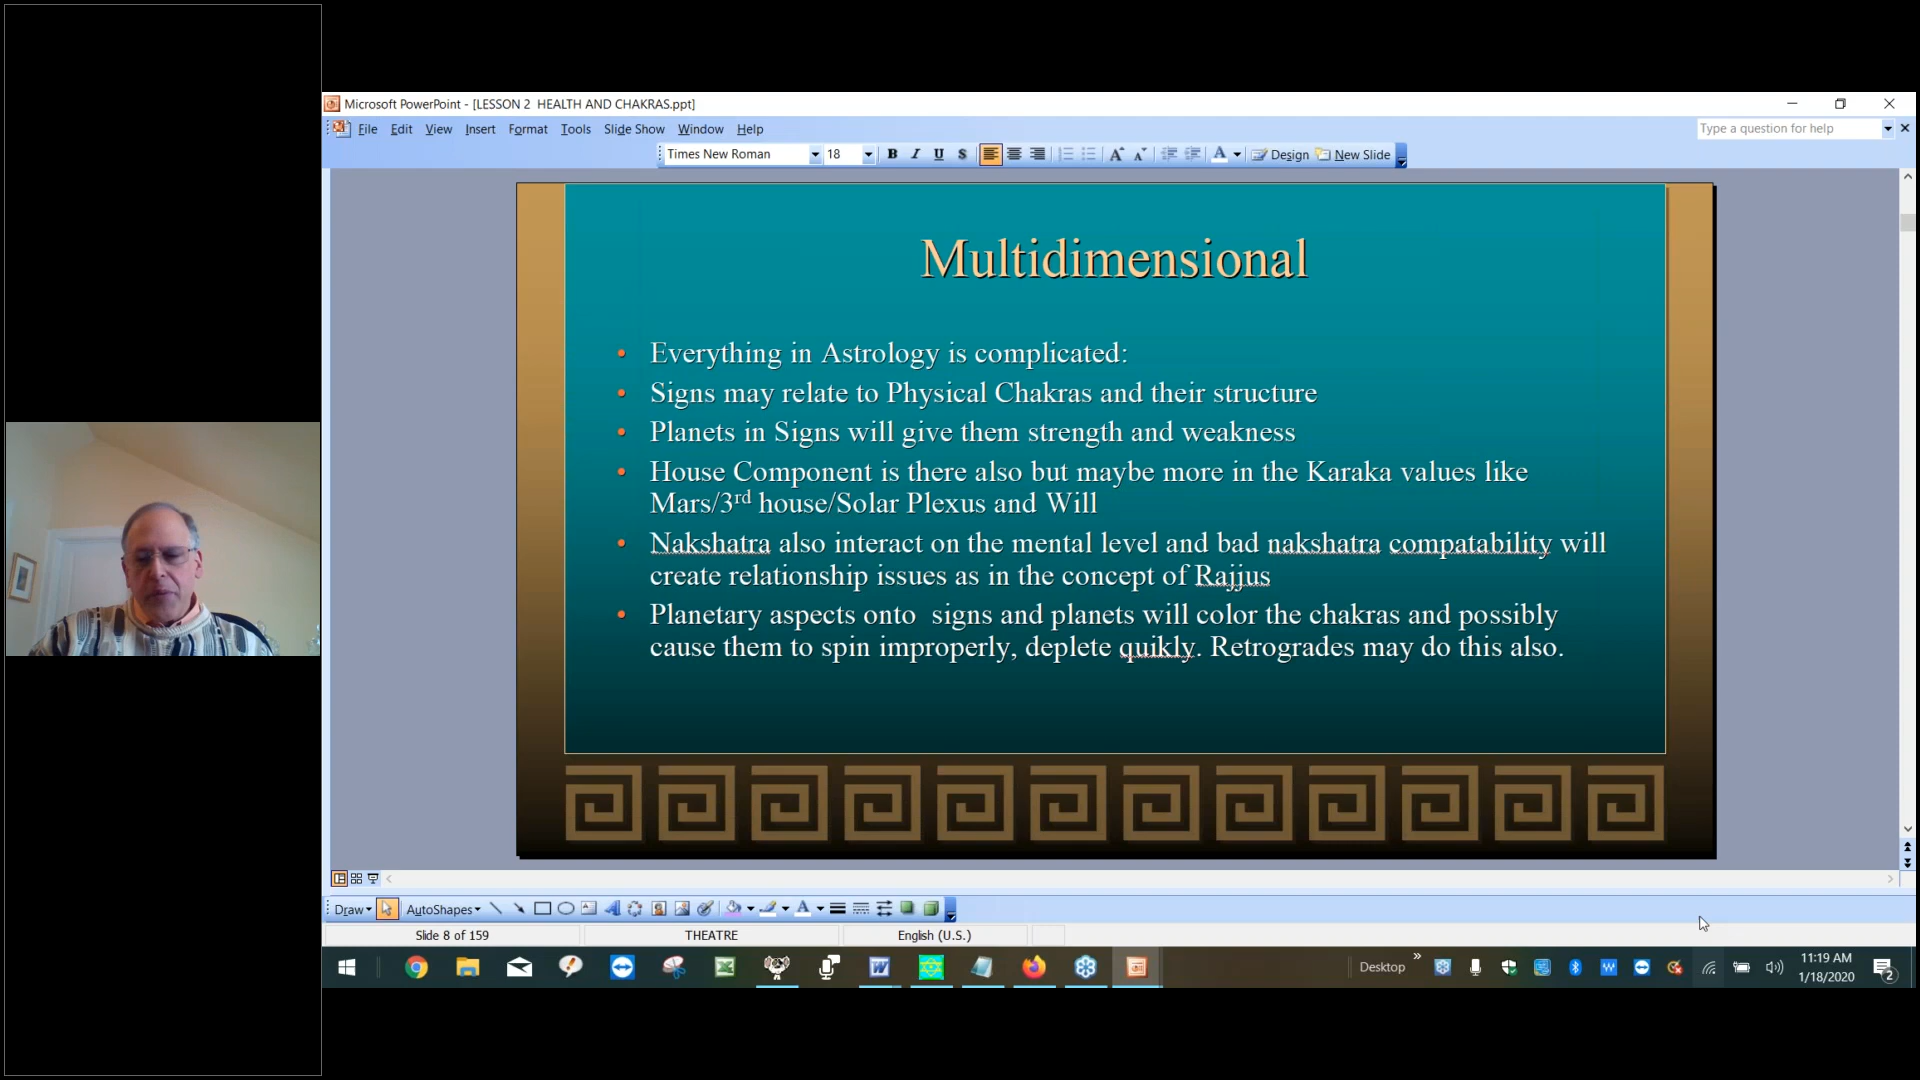 Microsoft PowerPoint - [LESSON 2  HEALTH AND CHAKRAS.ppt]
File Edit View Insert Format Tools Slide Show Window Help
Type a question for help
Times New Roman 18 B I U S A A A Design New Slide
Multidimensional
• Everything in Astrology is complicated:
• Signs may relate to Physical Chakras and their structure
• Planets in Signs will give them strength and weakness
• House Component is there also but maybe more in the Karaka values like
Mars/3rd house/Solar Plexus and Will
• Nakshatra also interact on the mental level and bad nakshatra compatability will
create relationship issues as in the concept of Rajjus
• Planetary aspects onto  signs and planets will color the chakras and possibly
cause them to spin improperly, deplete quikly. Retrogrades may do this also.
Draw AutoShapes A
Slide 8 of 159 THEATRE English (U.S.)
Desktop
11:19 AM
1/18/2020
2